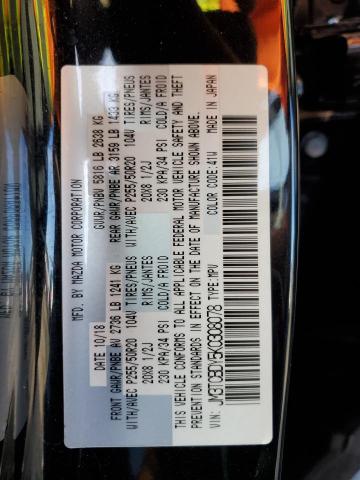 MFD. BY MAZDA MOTOR CORPORATION
DATE 10/18 GVWR/PNBV 5816 LB 2638 KG
FRONT GAWR/PNBE AV 2736 LB 1241 KG REAR GAWR/PNBE AR 3159 LB 1433 KG
WITH/AVEC P255/50R20 104V TIRES/PNEUS WITH/AVEC P255/50R20 104V TIRES/PNEUS
20X8 1/2J RIMS/JANTES 20X8 1/2J RIMS/JANTES
230 KPA/34 PSI COLD/A FROID 230 KPA/34 PSI COLD/A FROID
THIS VEHICLE CONFORMS TO ALL APPLICABLE FEDERAL MOTOR VEHICLE SAFETY AND THEFT
PREVENTION STANDARDS IN EFFECT ON THE DATE OF MANUFACTURE SHOWN ABOVE.
VIN: JM3TCBDY5K0308078 TYPE:MPV COLOR CODE:41W MADE IN JAPAN